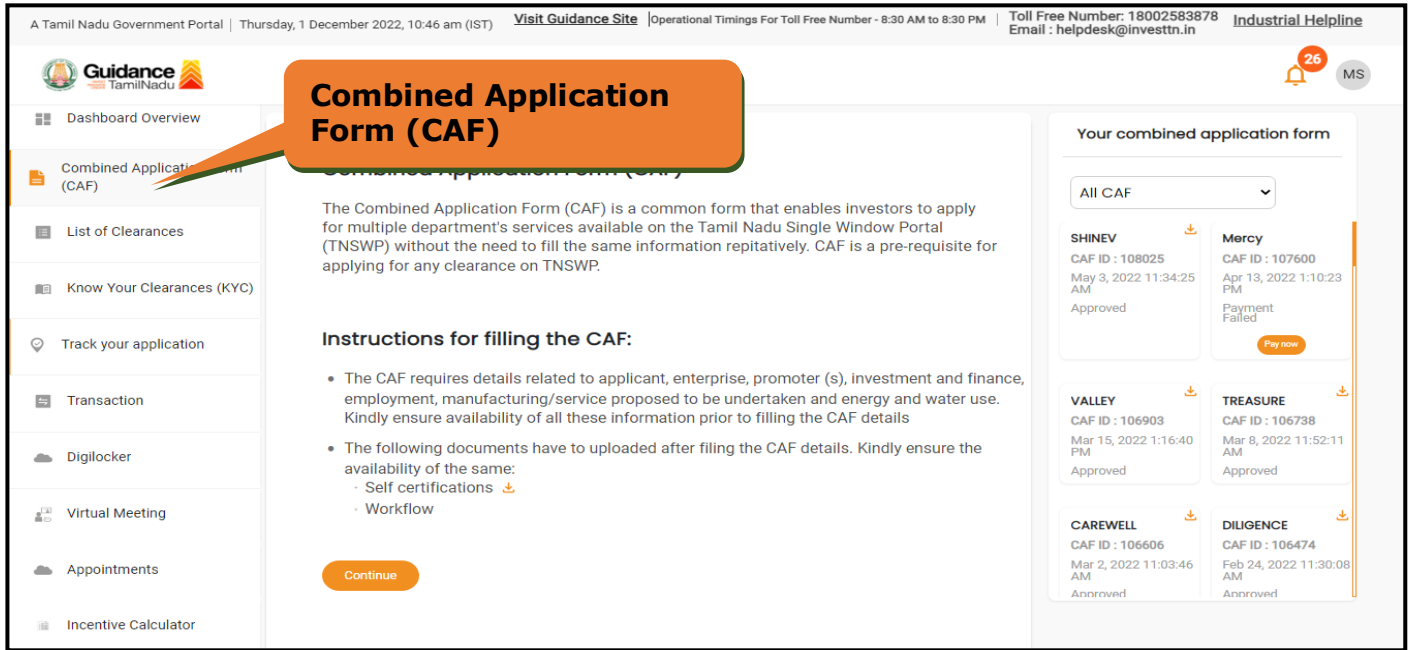 A Tamil Nadu Government Portal | Thursday, 1 December 2022, 10:46 am (IST)
Visit Guidance Site |Operational Timings For Toll Free Number - 8:30 AM to 8:30 PM |
Toll Free Number: 18002583878
Email : helpdesk@investtn.in
Industrial Helpline
Guidance
TamilNadu
26
MS
Combined Application
Form (CAF)
Dashboard Overview
Combined Application Form
(CAF)
List of Clearances
Know Your Clearances (KYC)
Track your application
Transaction
Digilocker
Virtual Meeting
Appointments
Incentive Calculator
Combined Application Form (CAF)
The Combined Application Form (CAF) is a common form that enables investors to apply
for multiple department's services available on the Tamil Nadu Single Window Portal
(TNSWP) without the need to fill the same information repitatively. CAF is a pre-requisite for
applying for any clearance on TNSWP.
Instructions for filling the CAF:
• The CAF requires details related to applicant, enterprise, promoter (s), investment and finance,
employment, manufacturing/service proposed to be undertaken and energy and water use.
Kindly ensure availability of all these information prior to filling the CAF details
• The following documents have to uploaded after filing the CAF details. Kindly ensure the
availability of the same:
· Self certifications
· Workflow
Continue
Your combined application form
All CAF
SHINEV
CAF ID : 108025
May 3, 2022 11:34:25
AM
Approved
Mercy
CAF ID : 107600
Apr 13, 2022 1:10:23
PM
Payment
Failed
Pay now
VALLEY
CAF ID : 106903
Mar 15, 2022 1:16:40
PM
Approved
TREASURE
CAF ID : 106738
Mar 8, 2022 11:52:11
AM
Approved
CAREWELL
CAF ID : 106606
Mar 2, 2022 11:03:46
AM
Approved
DILIGENCE
CAF ID : 106474
Feb 24, 2022 11:30:08
AM
Approved